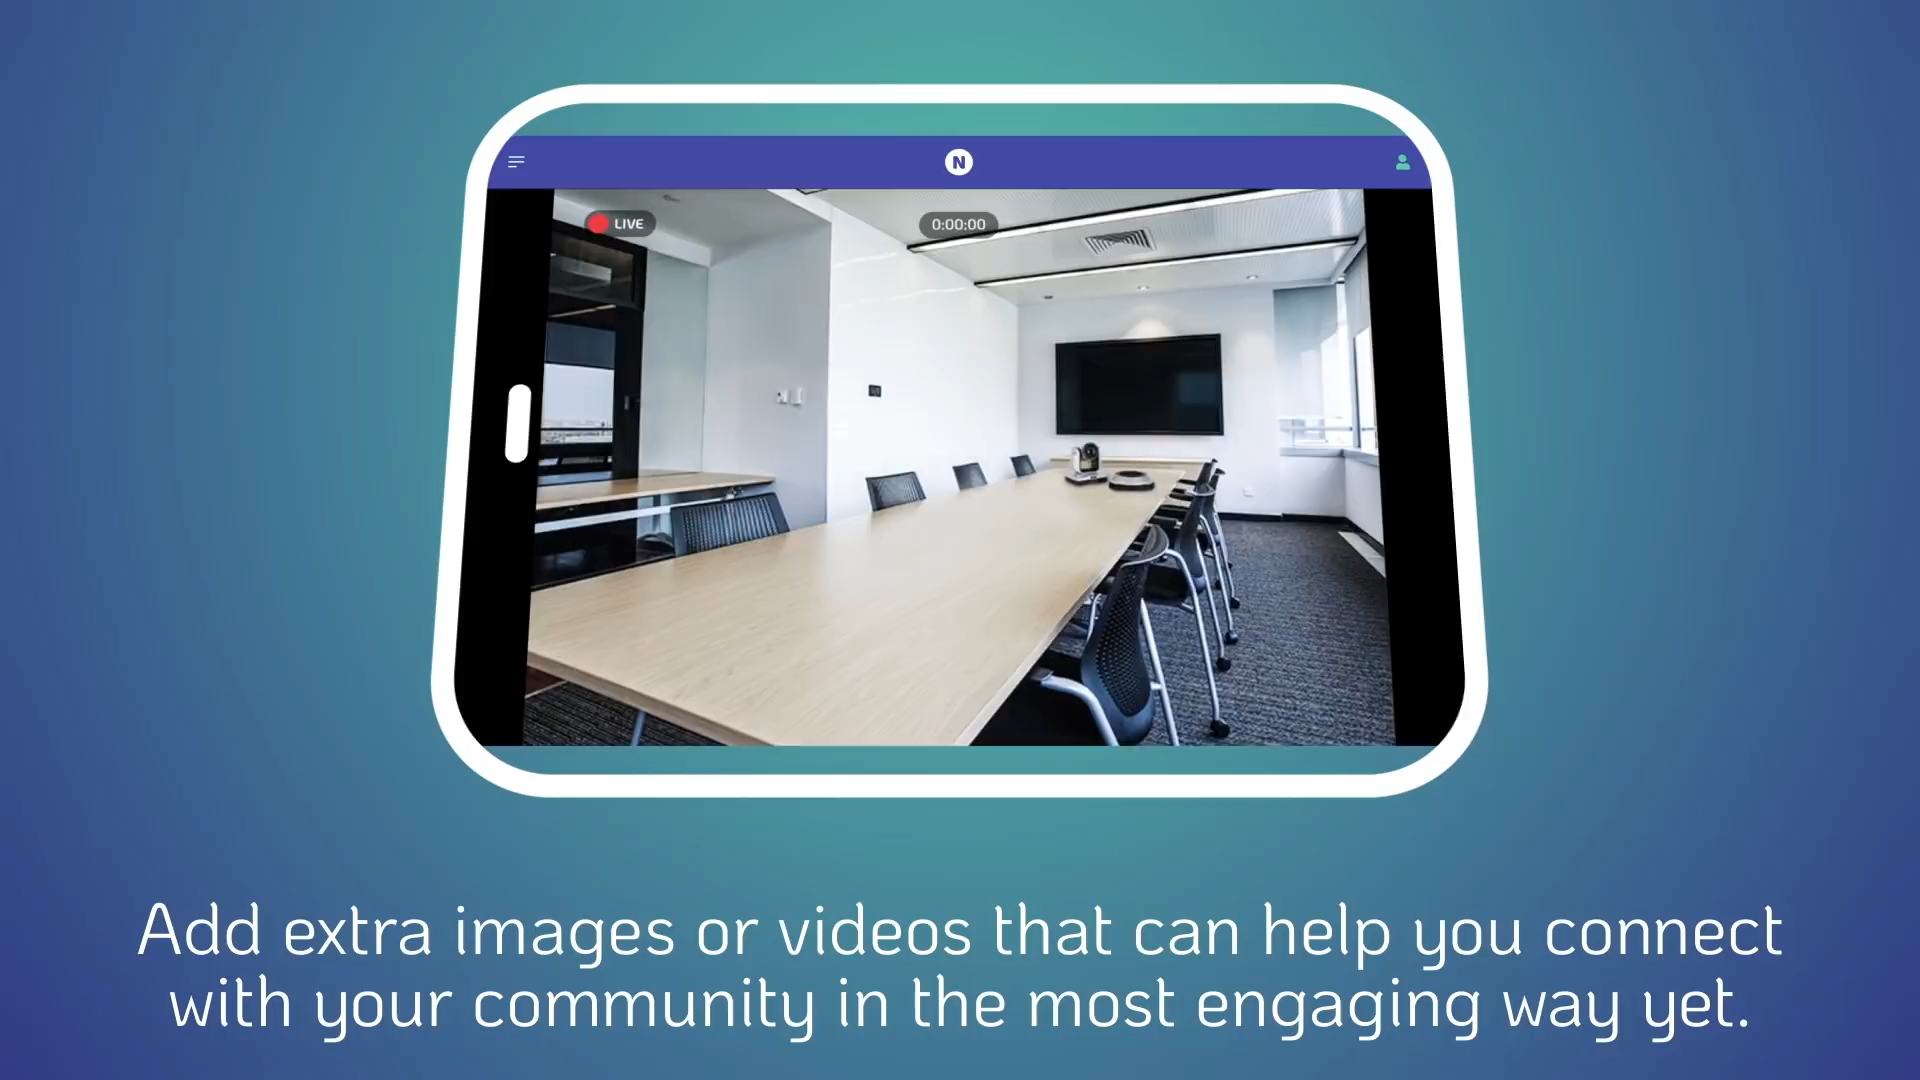 N
LIVE
0:00:00
Add extra images or videos that can help you connect
with your community in the most engaging way yet.